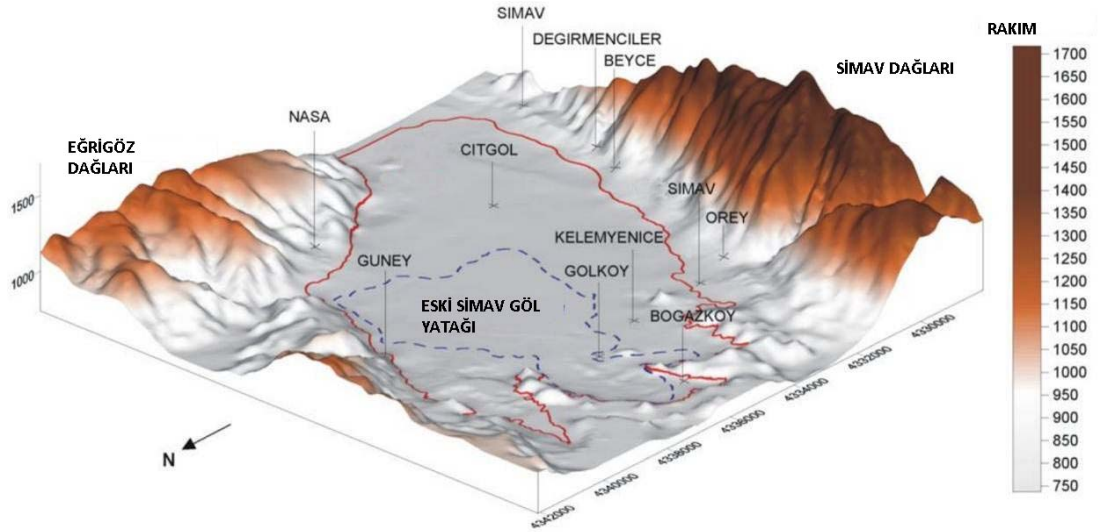 SIMAV
DEGIRMENCILER
BEYCE
SİMAV DAĞLARI
RAKIM
NASA
EĞRİGÖZ
DAĞLARI
CITGOL
SIMAV
OREY
KELEMYENICE
GUNEY
GOLKOY
ESKİ SİMAV GÖL
YATAĞI
BOGAZKOY
N
1500
1000
4342000
4340000
4338000
4336000
4334000
4332000
4330000
1700
1650
1600
1550
1500
1450
1400
1350
1300
1250
1200
1150
1100
1050
1000
950
900
850
800
750